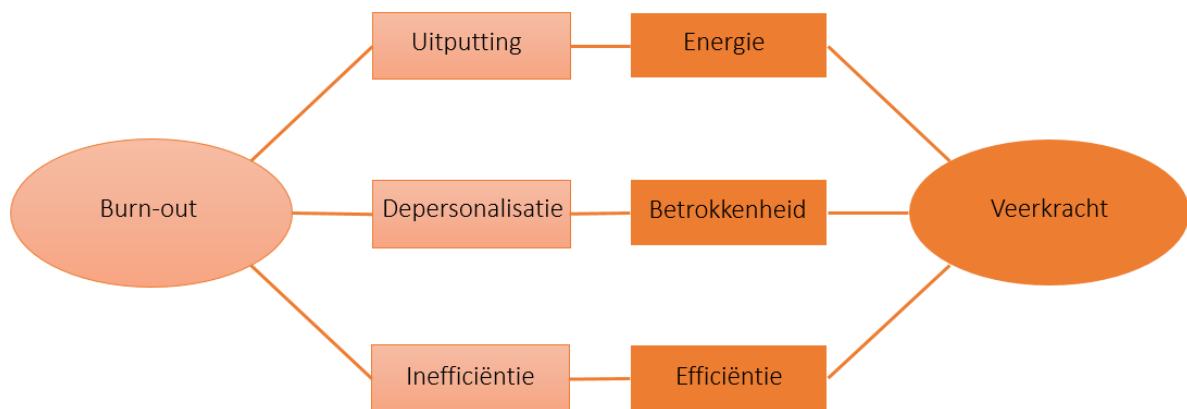 Uitputting
Energie
Burn-out
Depersonalisatie
Betrokkenheid
Veerkracht
Inefficiëntie
Efficiëntie